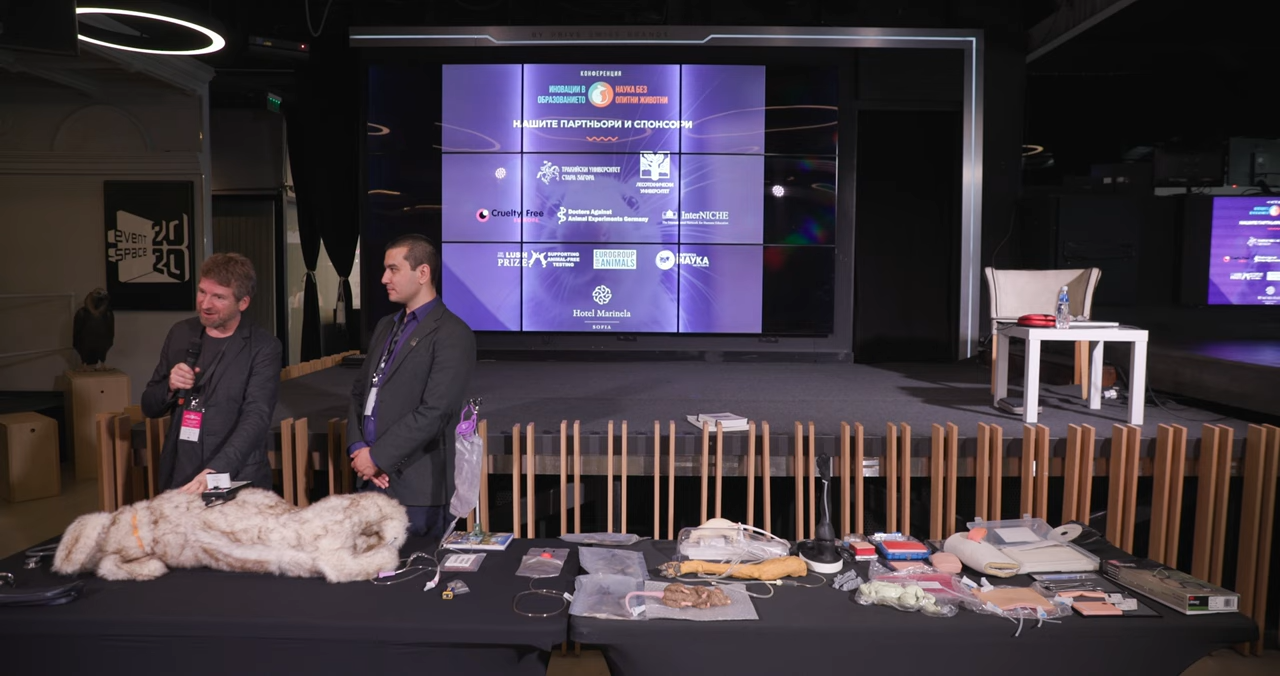 КОНФЕРЕНЦИЯ
ИНОВАЦИИ В
ОБРАЗОВАНИЕТО
НАУКА БЕЗ
ОПИТНИ ЖИВОТНИ
НАШИТЕ ПАРТНЬОРИ И СПОНСОРИ
ТРАКИЙСКИ УНИВЕРСИТЕТ
СТАРА ЗАГОРА
ЛЕСОТЕХНИЧЕСКИ
УНИВЕРСИТЕТ
Cruelty Free
Doctors Against
Animal Experiments Germany
InterNICHE
LUSH
PRIZE
SUPPORTING
ANIMAL-FREE
TESTING
EUROGROUP
FOR ANIMALS
НАУКА
Hotel Marinela
SOFIA
event
space
20
20